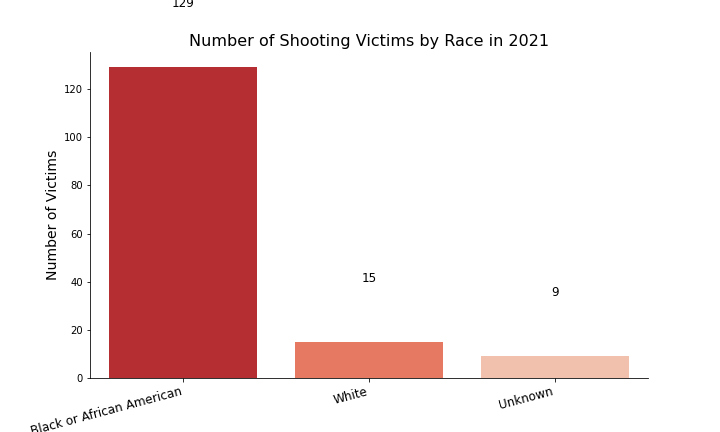 129
Number of Shooting Victims by Race in 2021
Number of Victims
120
100
80
60
40
20
0
15
9
Black or African American
White
Unknown